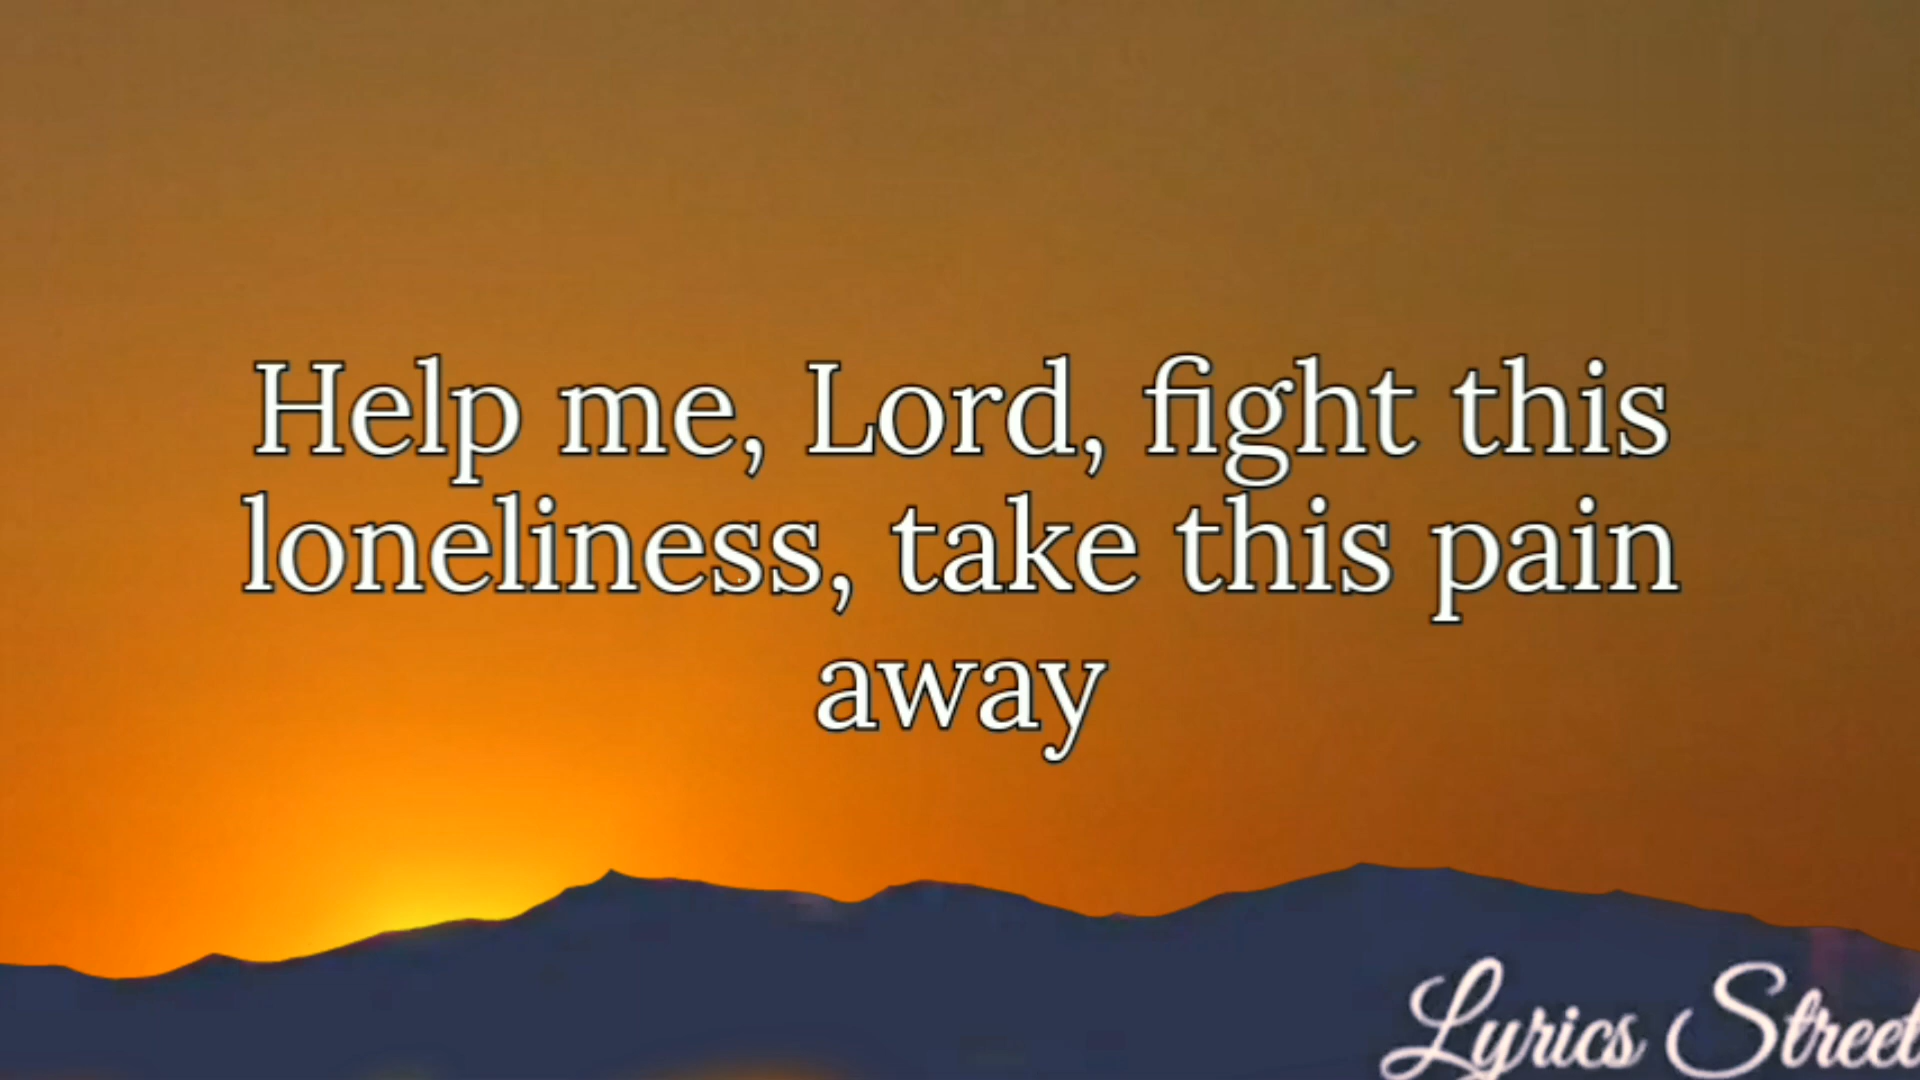 Help me, Lord, fight this
loneliness, take this pain
away
Lyrics Street